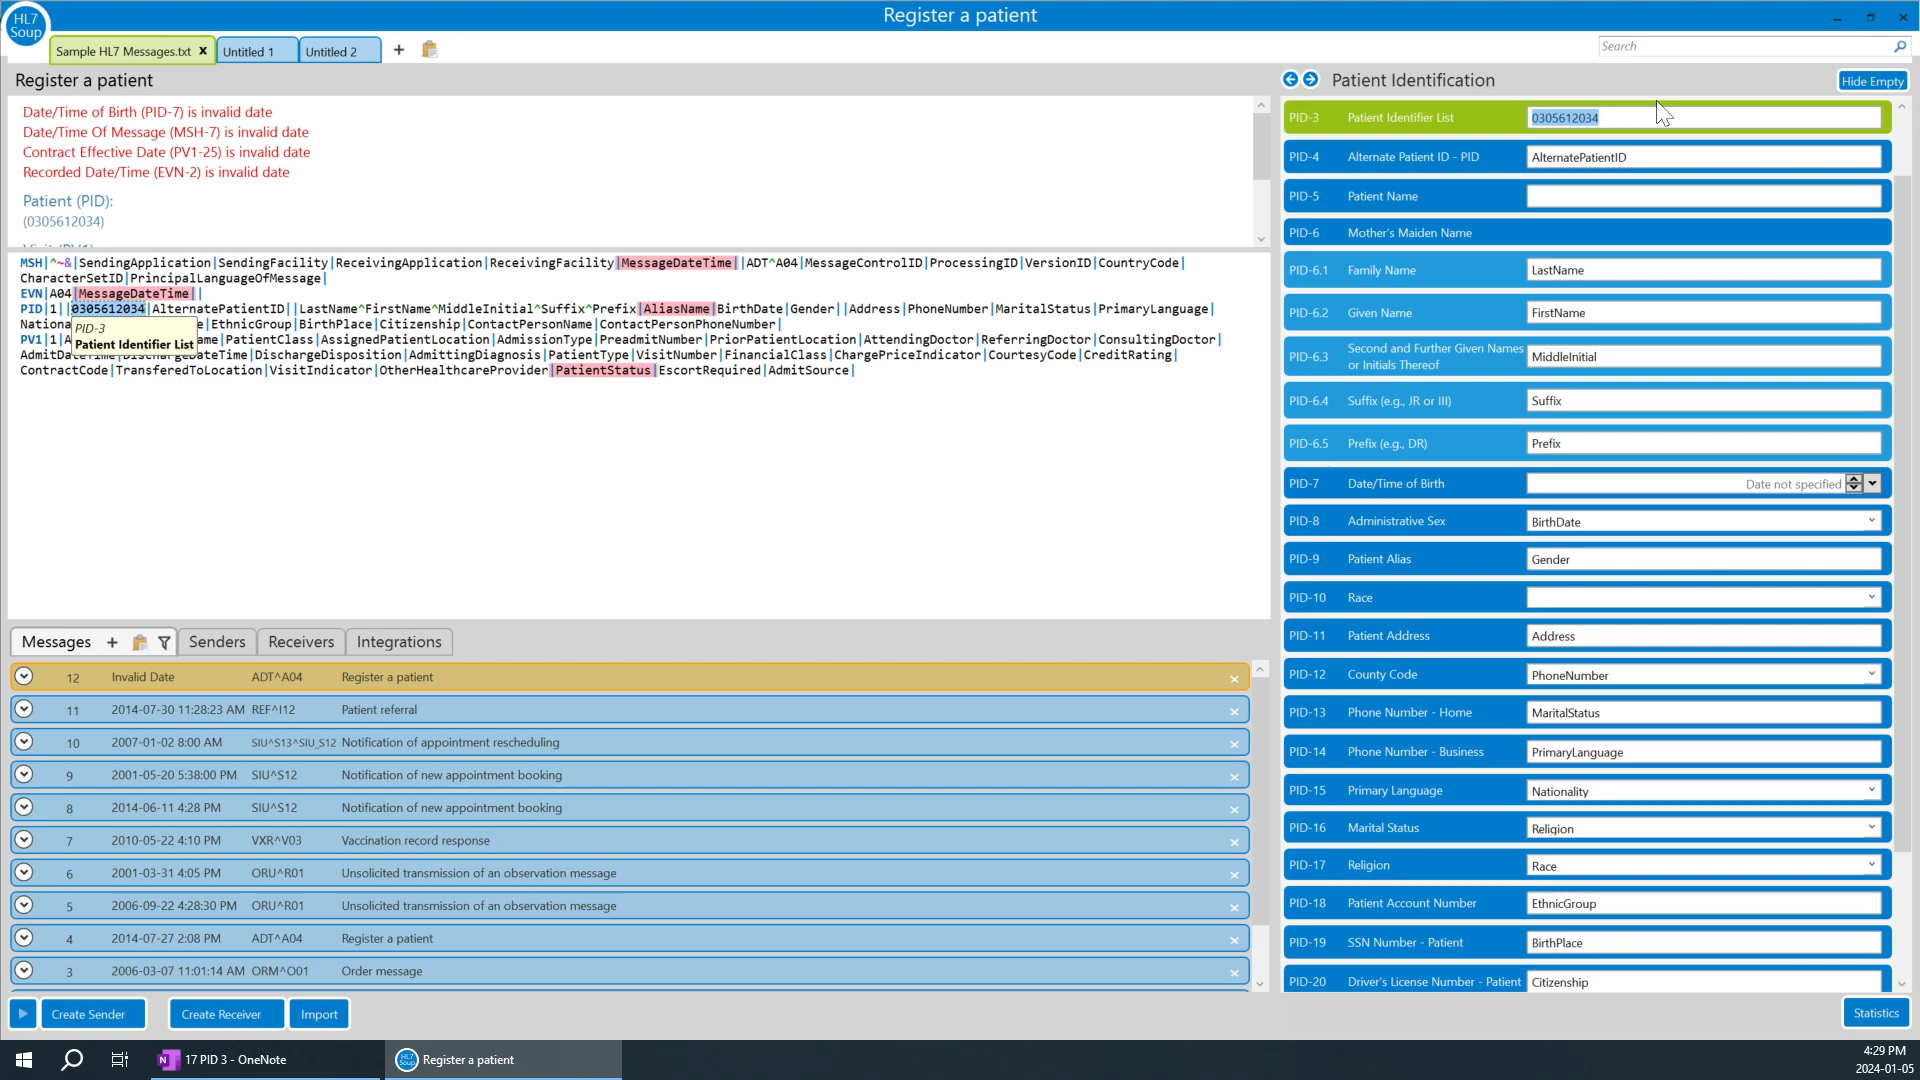 HL7
Soup
Register a patient
Sample HL7 Messages.txt x
Untitled 1
Untitled 2
+
Search
Register a patient
Date/Time of Birth (PID-7) is invalid date
Date/Time Of Message (MSH-7) is invalid date
Contract Effective Date (PV1-25) is invalid date
Recorded Date/Time (EVN-2) is invalid date
Patient (PID):
(0305612034)
MSH|^~&|SendingApplication|SendingFacility|ReceivingApplication|ReceivingFacility|MessageDateTime||ADT^A04|MessageControlID|ProcessingID|VersionID|CountryCode|
CharacterSetID|PrincipalLanguageOfMessage|
EVN|A04|MessageDateTime||
PID|1||0305612034|AlternatePatientID||LastName^FirstName^MiddleInitial^Suffix^Prefix|AliasName|BirthDate|Gender||Address|PhoneNumber|MaritalStatus|PrimaryLanguage|
Nationa
e|EthnicGroup|BirthPlace|Citizenship|ContactPersonName|ContactPersonPhoneNumber|
PID-3
Patient Identifier List
PV1|1|A
me|PatientClass|AssignedPatientLocation|AdmissionType|PreadmitNumber|PriorPatientLocation|AttendingDoctor|ReferringDoctor|ConsultingDoctor|
AdmitDateTime|DischargeDateTime|DischargeDisposition|AdmittingDiagnosis|PatientType|VisitNumber|FinancialClass|ChargePriceIndicator|CourtesyCode|CreditRating|
ContractCode|TransferedToLocation|VisitIndicator|OtherHealthcareProvider|PatientStatus|EscortRequired|AdmitSource|
Messages +
Senders
Receivers
Integrations
12 Invalid Date ADT^A04 Register a patient
11 2014-07-30 11:28:23 AM REF^I12 Patient referral
10 2007-01-02 8:00 AM SIU^S13^SIU_S12 Notification of appointment rescheduling
9 2001-05-20 5:38:00 PM SIU^S12 Notification of new appointment booking
8 2014-06-11 4:28 PM SIU^S12 Notification of new appointment booking
7 2010-05-22 4:10 PM VXR^V03 Vaccination record response
6 2001-03-31 4:05 PM ORU^R01 Unsolicited transmission of an observation message
5 2006-09-22 4:28:30 PM ORU^R01 Unsolicited transmission of an observation message
4 2014-07-27 2:08 PM ADT^A04 Register a patient
3 2006-03-07 11:01:14 AM ORM^O01 Order message
Create Sender
Create Receiver
Import
Patient Identification
Hide Empty
PID-3 Patient Identifier List 0305612034
PID-4 Alternate Patient ID - PID AlternatePatientID
PID-5 Patient Name
PID-6 Mother's Maiden Name
PID-6.1 Family Name LastName
PID-6.2 Given Name FirstName
PID-6.3 Second and Further Given Names
or Initials Thereof MiddleInitial
PID-6.4 Suffix (e.g., JR or III) Suffix
PID-6.5 Prefix (e.g., DR) Prefix
PID-7 Date/Time of Birth Date not specified
PID-8 Administrative Sex BirthDate
PID-9 Patient Alias Gender
PID-10 Race
PID-11 Patient Address Address
PID-12 County Code PhoneNumber
PID-13 Phone Number - Home MaritalStatus
PID-14 Phone Number - Business PrimaryLanguage
PID-15 Primary Language Nationality
PID-16 Marital Status Religion
PID-17 Religion Race
PID-18 Patient Account Number EthnicGroup
PID-19 SSN Number - Patient BirthPlace
PID-20 Driver's License Number - Patient Citizenship
Statistics
17 PID 3 - OneNote
HL7
Soup
Register a patient
4:29 PM
2024-01-05